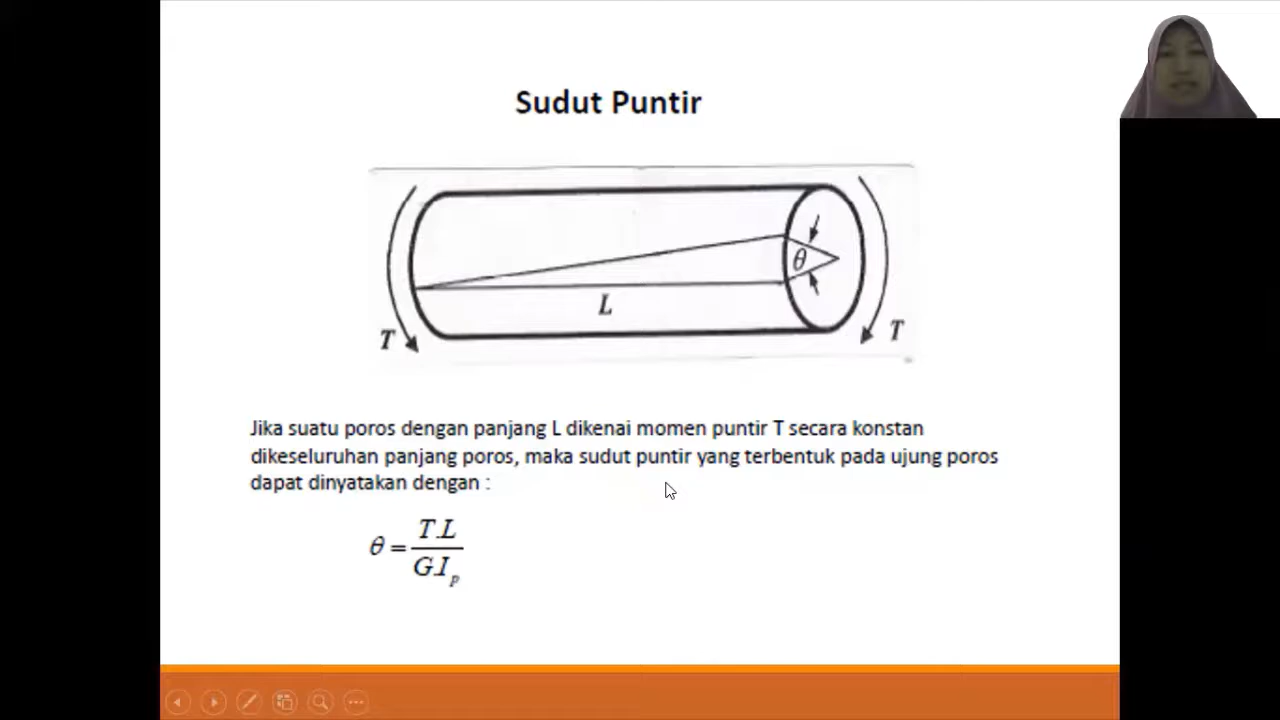 Sudut Puntir
θ
L
T
T
Jika suatu poros dengan panjang L dikenai momen puntir T secara konstan
dikeseluruhan panjang poros, maka sudut puntir yang terbentuk pada ujung poros
dapat dinyatakan dengan :
θ = T.L / G.I_p